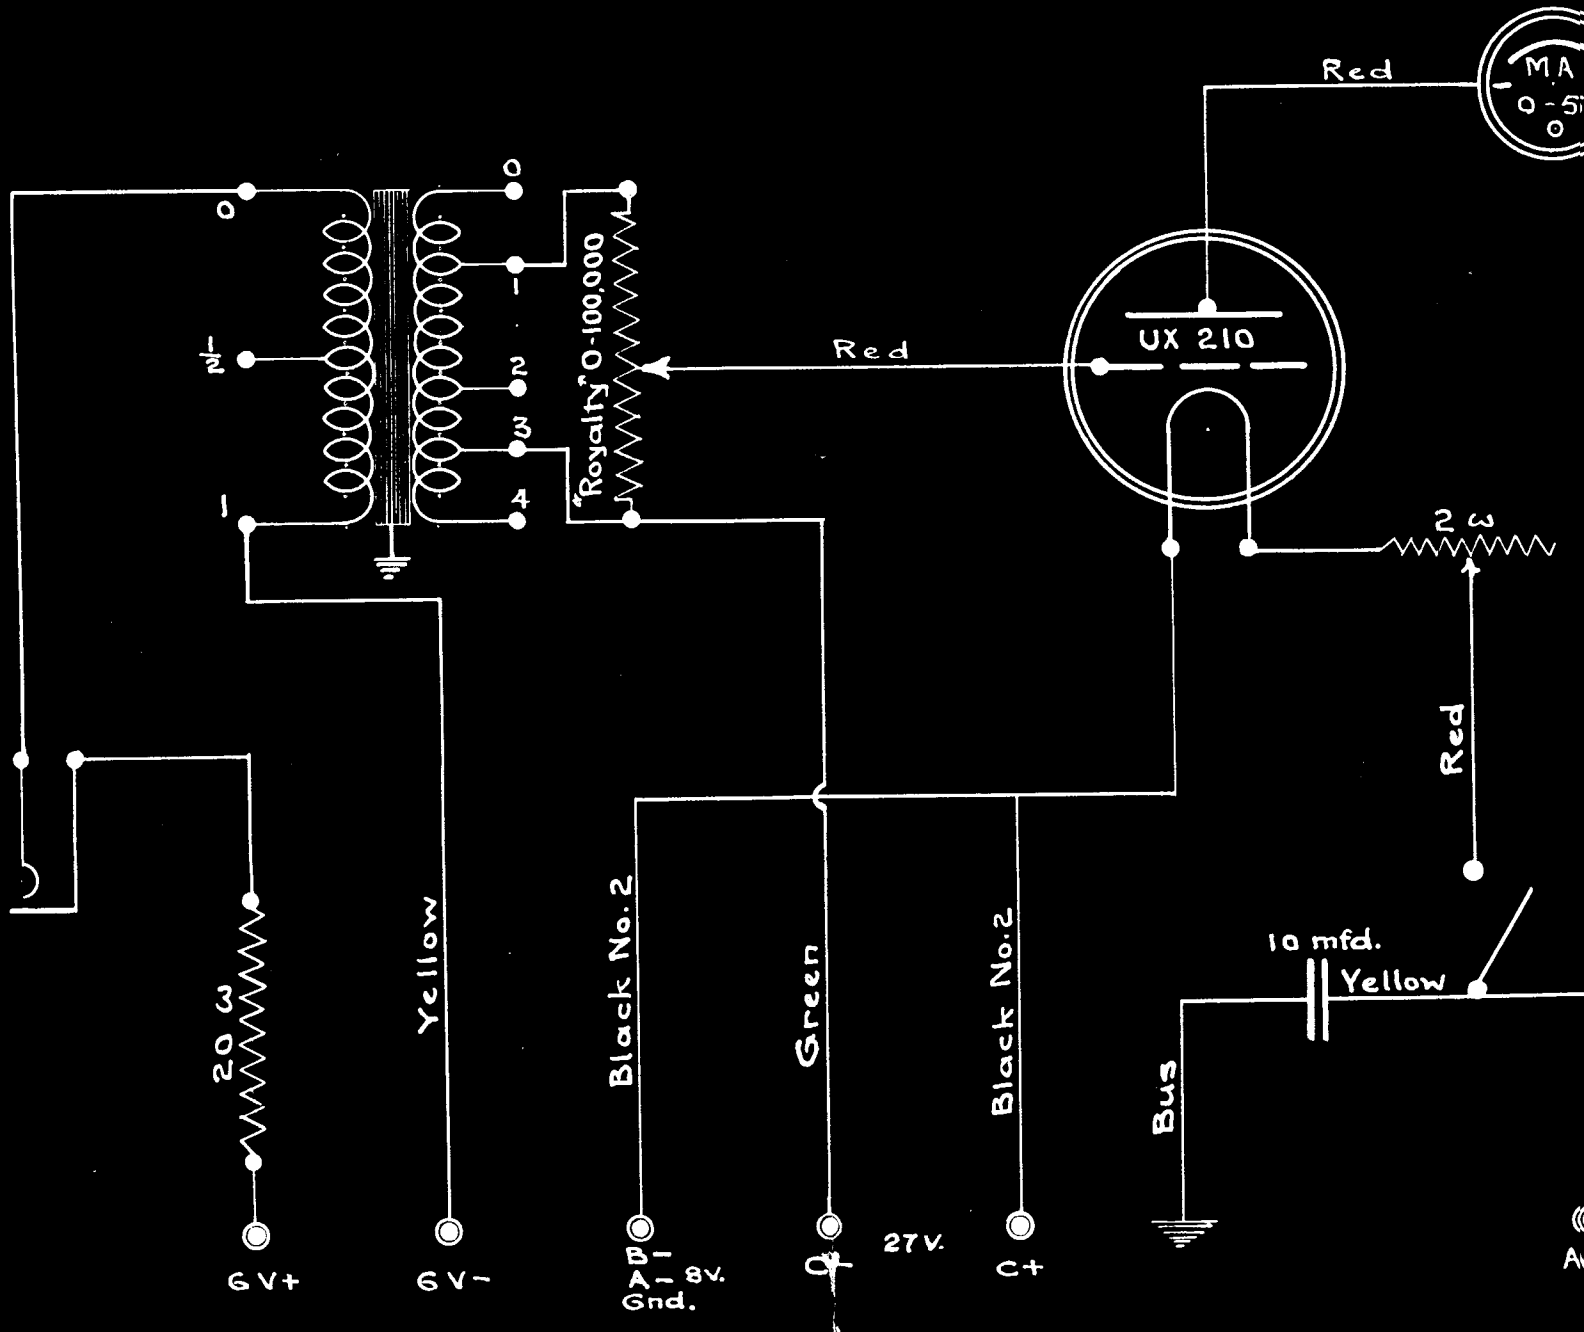 Red
MA
0-5
0
0
1/2
1
1
2
3
4
"Royalty" 0-100,000
Red
UX 210
2 ω
Red
20 ω
Yellow
Black No. 2
Green
Black No. 2
10 mfd.
Yellow
Bus
6V+
6V-
B-
A- 8V.
Gnd.
C-
27V.
C+